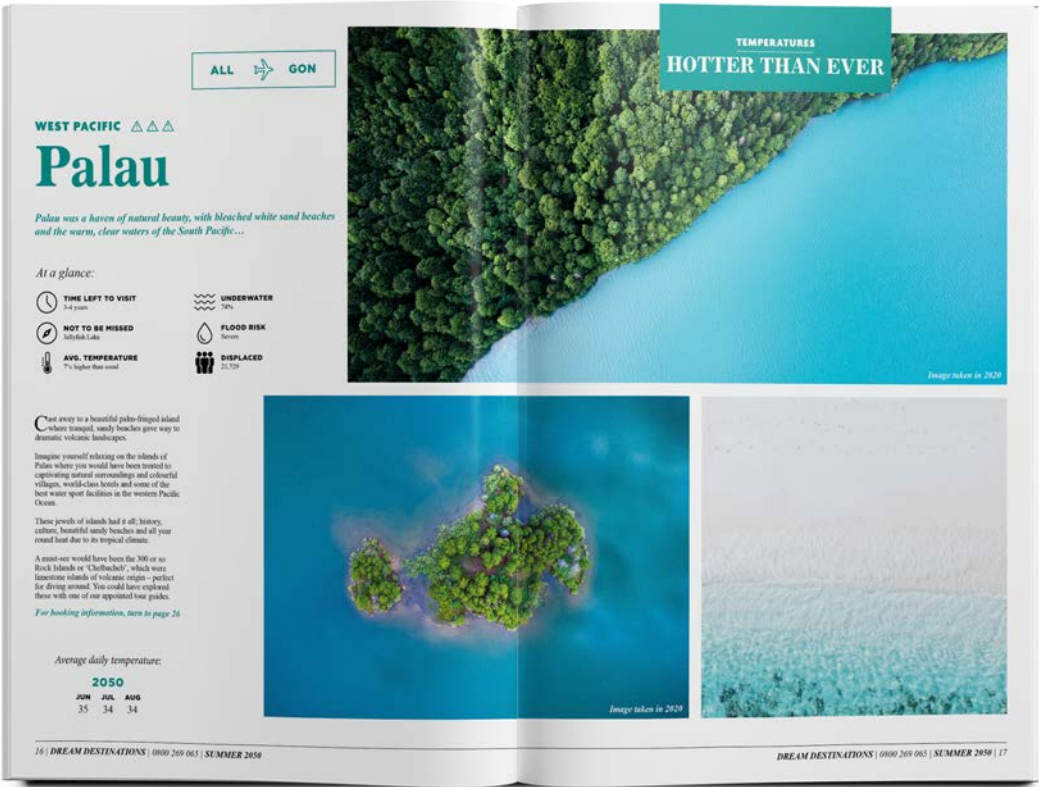 ALL GON
TEMPERATURES
HOTTER THAN EVER
WEST PACIFIC
Palau
Palau was a haven of natural beauty, with bleached white sand beaches
and the warm, clear waters of the South Pacific…
At a glance:
TIME LEFT TO VISIT
3-4 years
NOT TO BE MISSED
Jellyfish Lake
AVG. TEMPERATURE
7°c higher than usual
UNDERWATER
74%
FLOOD RISK
Severe
DISPLACED
21,729
Cast away to a beautiful palm-fringed island
where tranquil, sandy beaches gave way to
dramatic volcanic landscapes.
Imagine yourself relaxing on the islands of
Palau where you would have been treated to
captivating natural surroundings and colourful
villages, world-class hotels and some of the
best water sport facilities in the western Pacific
Ocean.
These jewels of islands had it all; history,
culture, beautiful sandy beaches and all year
round heat due to its tropical climate.
A must-see would have been the 300 or so
Rock Islands or ‘Chelbacheb’, which were
limestone islands of volcanic origin – perfect
for diving around. You could have explored
these with one of our appointed tour guides.
For booking information, turn to page 26
Average daily temperature:
2050
JUN JUL AUG
35 34 34
Image taken in 2020
Image taken in 2020
16 | DREAM DESTINATIONS | 0800 269 065 | SUMMER 2050
DREAM DESTINATIONS | 0800 269 065 | SUMMER 2050 | 17